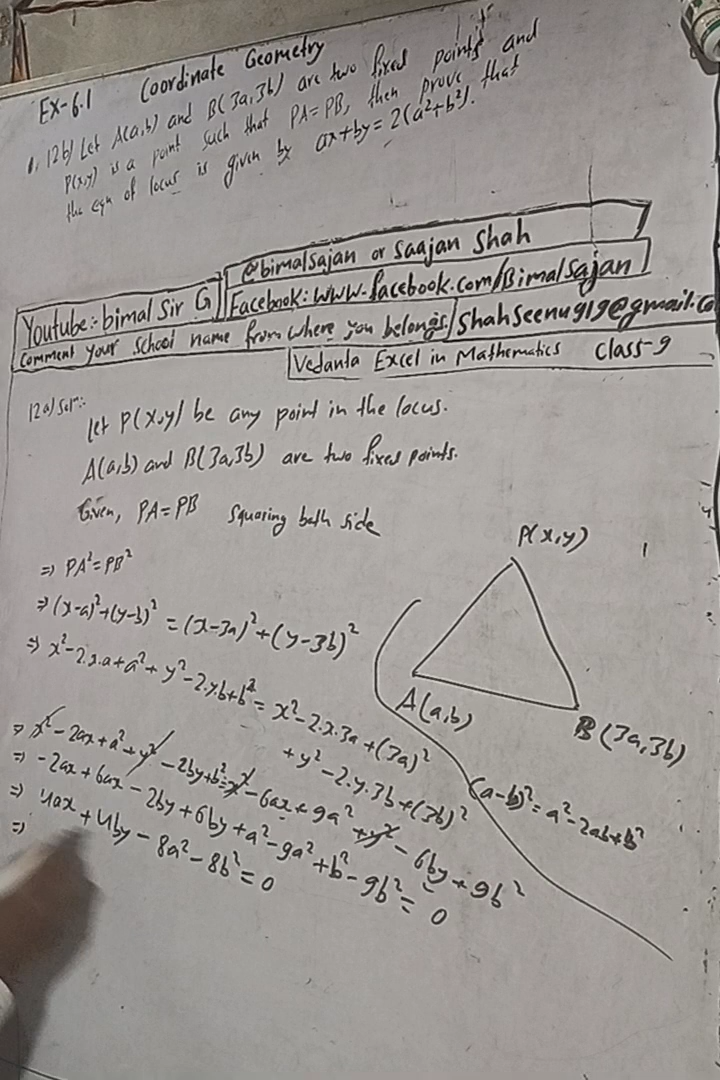 Ex-6.1 Coordinate Geometry
1. 12b) Let A(a,b) and B(3a,3b) are two fixed points and
P(x,y) is a point such that PA=PB, then prove that
the eqn of locus is given by ax+by=2(a²+b²).
@bimalsajan or Saajan Shah
Youtube:- bimal Sir G
Facebook: www.facebook.com/Bimalsajan
Comment your school name from where you belongs.
Shahseenu919@gmail.co
Vedanta Excel in Mathematics Class-9
12a) Solⁿ:-
Let P(x,y) be any point in the locus.
A(a,b) and B(3a,3b) are two fixed points.
Given, PA=PB Squaring both side
⇒ PA²=PB²
⇒ (x-a)²+(y-b)² = (x-3a)²+(y-3b)²
⇒ x²-2.x.a+a²+y²-2.y.b+b² = x²-2.x.3a+(3a)²
+y²-2.y.3b+(3b)²
⇒ x²-2ax+a²+y²-2by+b²=x²-6ax+9a²+y²-6by+9b²
⇒ -2ax+6ax-2by+6by+a²-9a²+b²-9b²=0
⇒ 4ax+4by-8a²-8b²=0
⇒
P(x,y)
A(a,b)
B(3a,3b)
(a-b)²=a²-2ab+b²